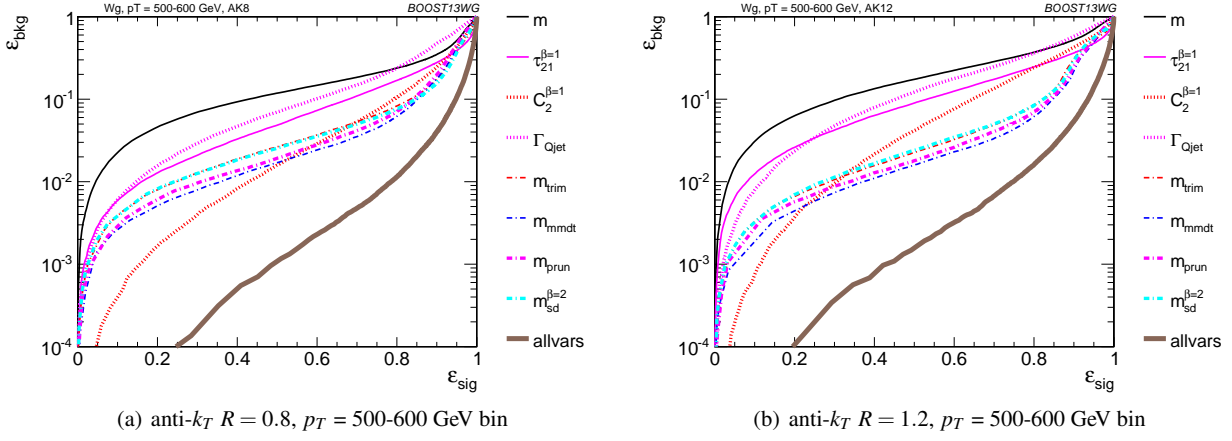 Wg, pT = 500-600 GeV, AK8
BOOST13WG
ε_bkg
1
10⁻¹
10⁻²
10⁻³
10⁻⁴
0 0.2 0.4 0.6 0.8 1
ε_sig
m
τ₂₁^β=1
C₂^β=1
Γ_Qjet
m_trim
m_mmdt
m_prun
m_sd^β=2
allvars
(a) anti-k_T R = 0.8, p_T = 500-600 GeV bin
Wg, pT = 500-600 GeV, AK12
BOOST13WG
ε_bkg
1
10⁻¹
10⁻²
10⁻³
10⁻⁴
0 0.2 0.4 0.6 0.8 1
ε_sig
m
τ₂₁^β=1
C₂^β=1
Γ_Qjet
m_trim
m_mmdt
m_prun
m_sd^β=2
allvars
(b) anti-k_T R = 1.2, p_T = 500-600 GeV bin